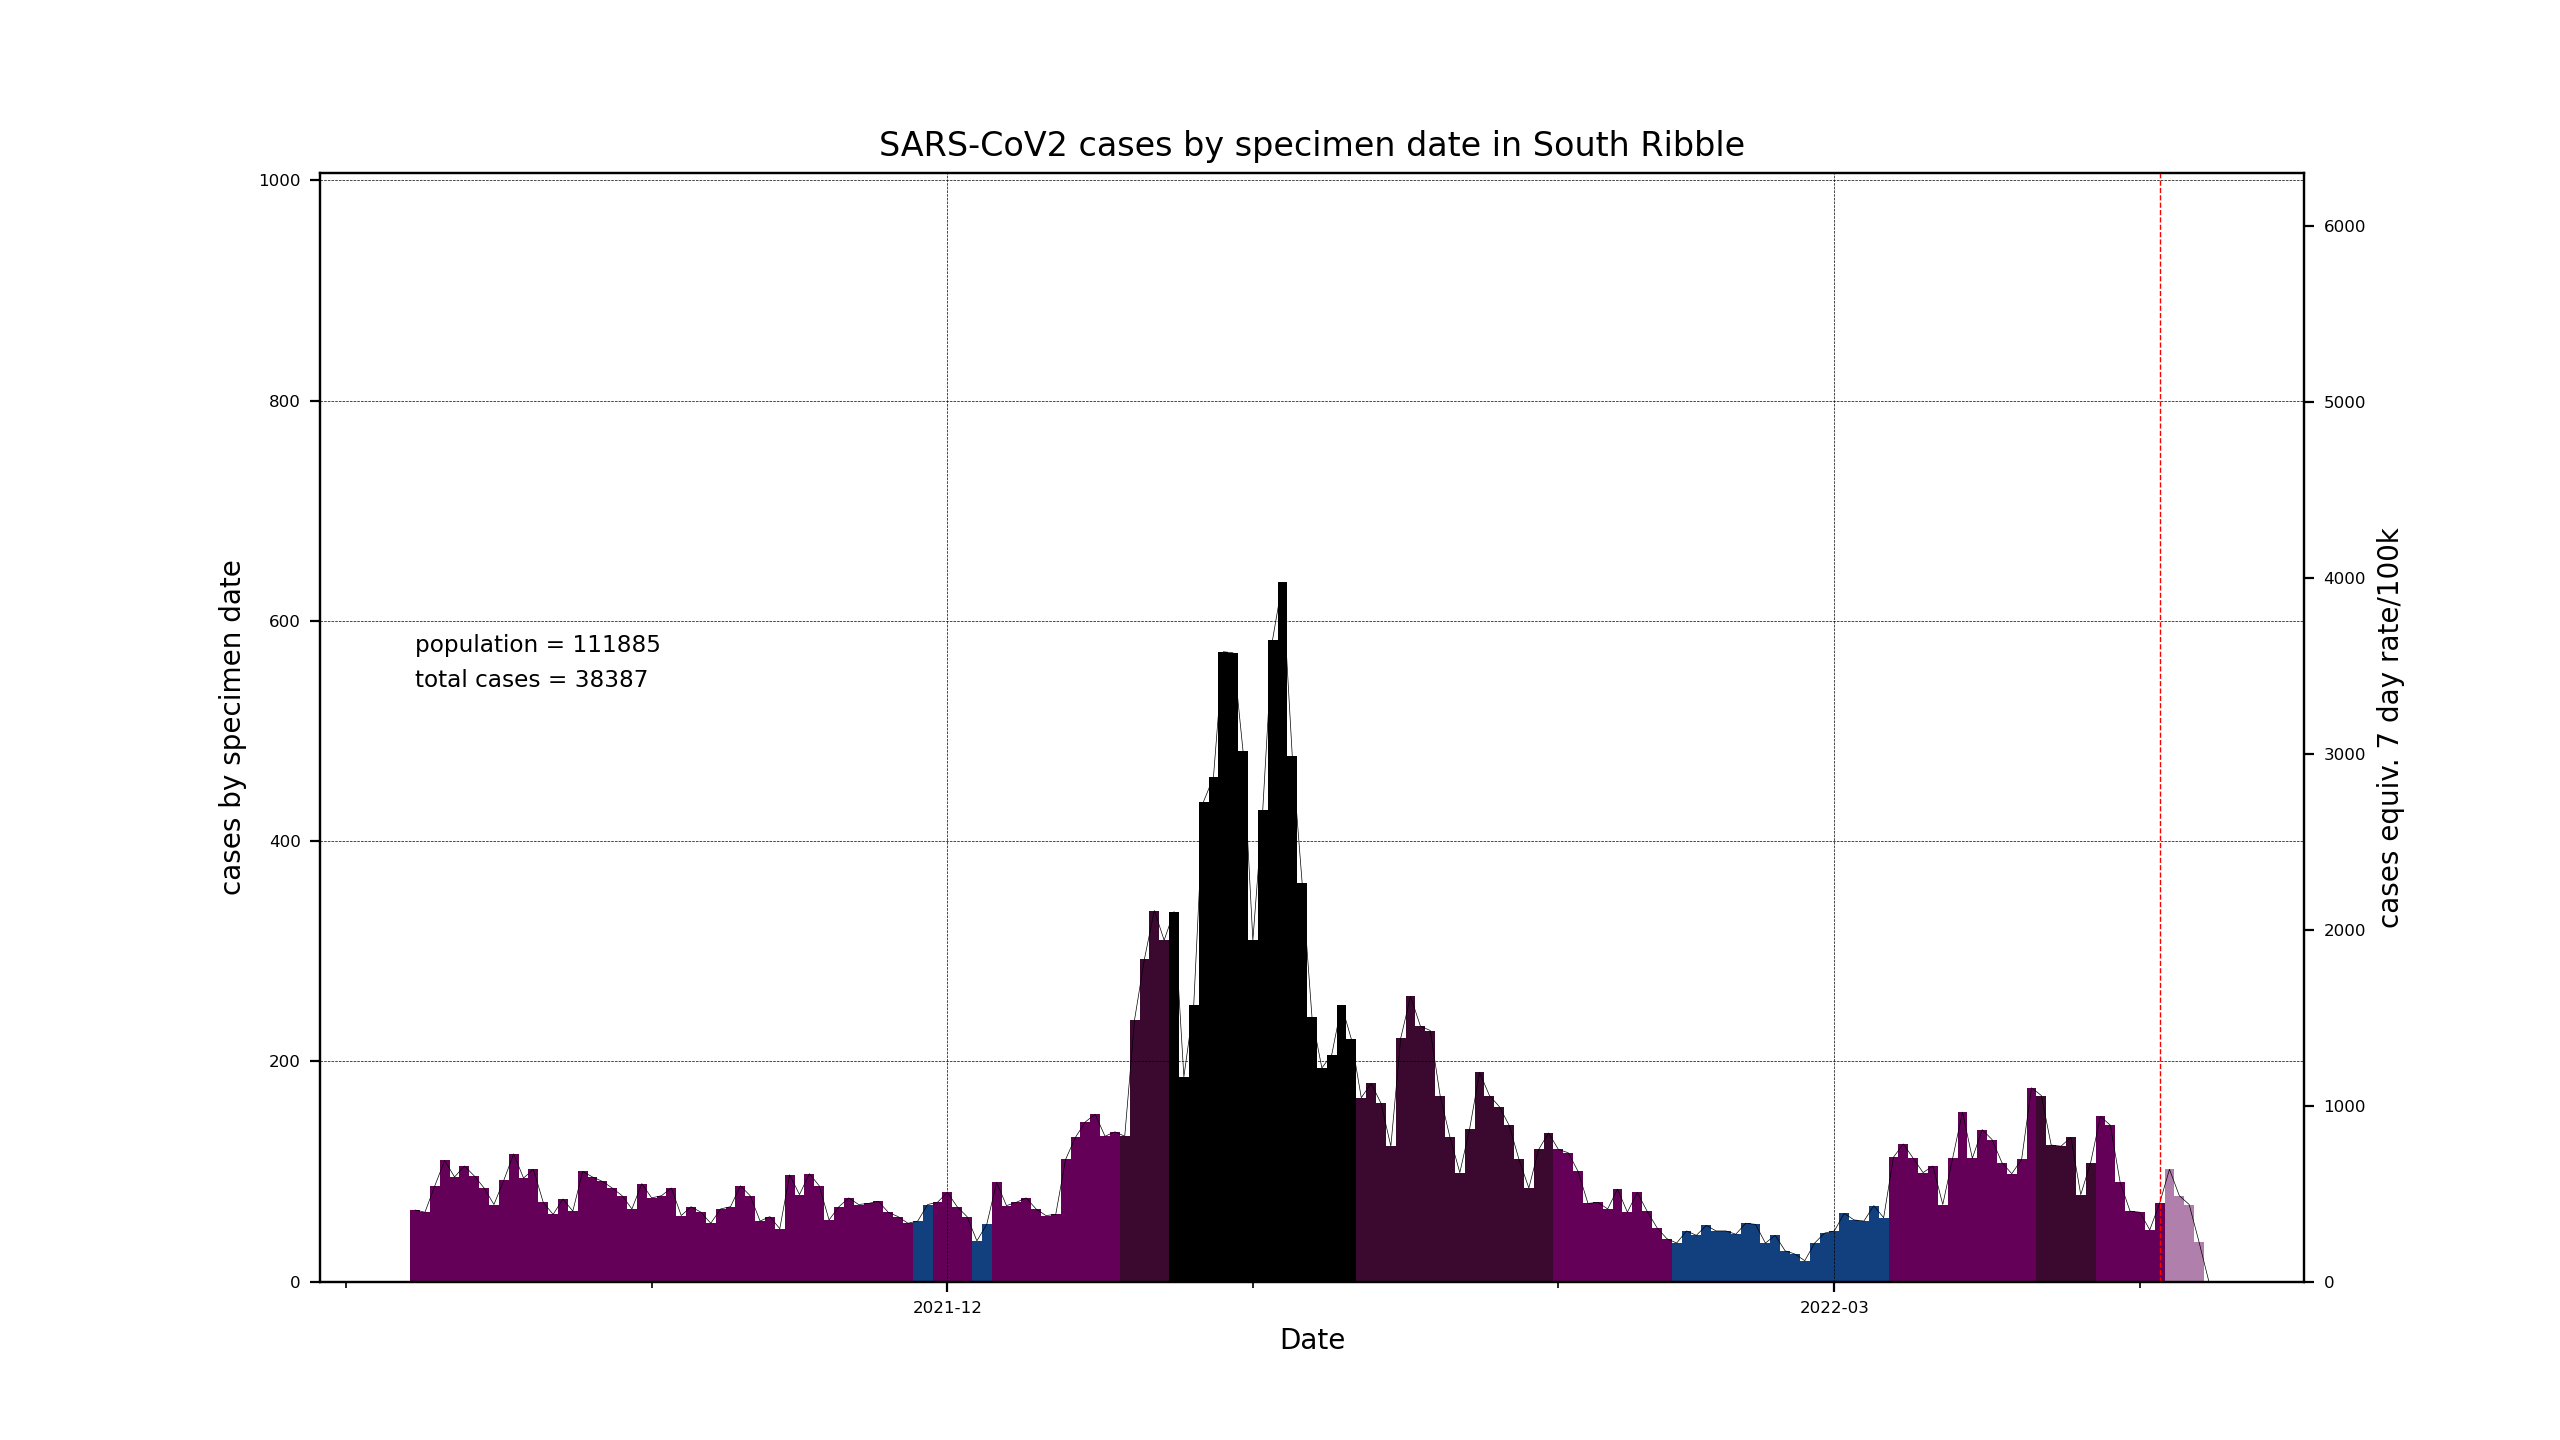 SARS-CoV2 cases by specimen date in South Ribble
1000
800
600
400
200
0
cases by specimen date
population = 111885
total cases = 38387
6000
5000
4000
3000
2000
1000
0
cases equiv. 7 day rate/100k
2021-12
2022-03
Date